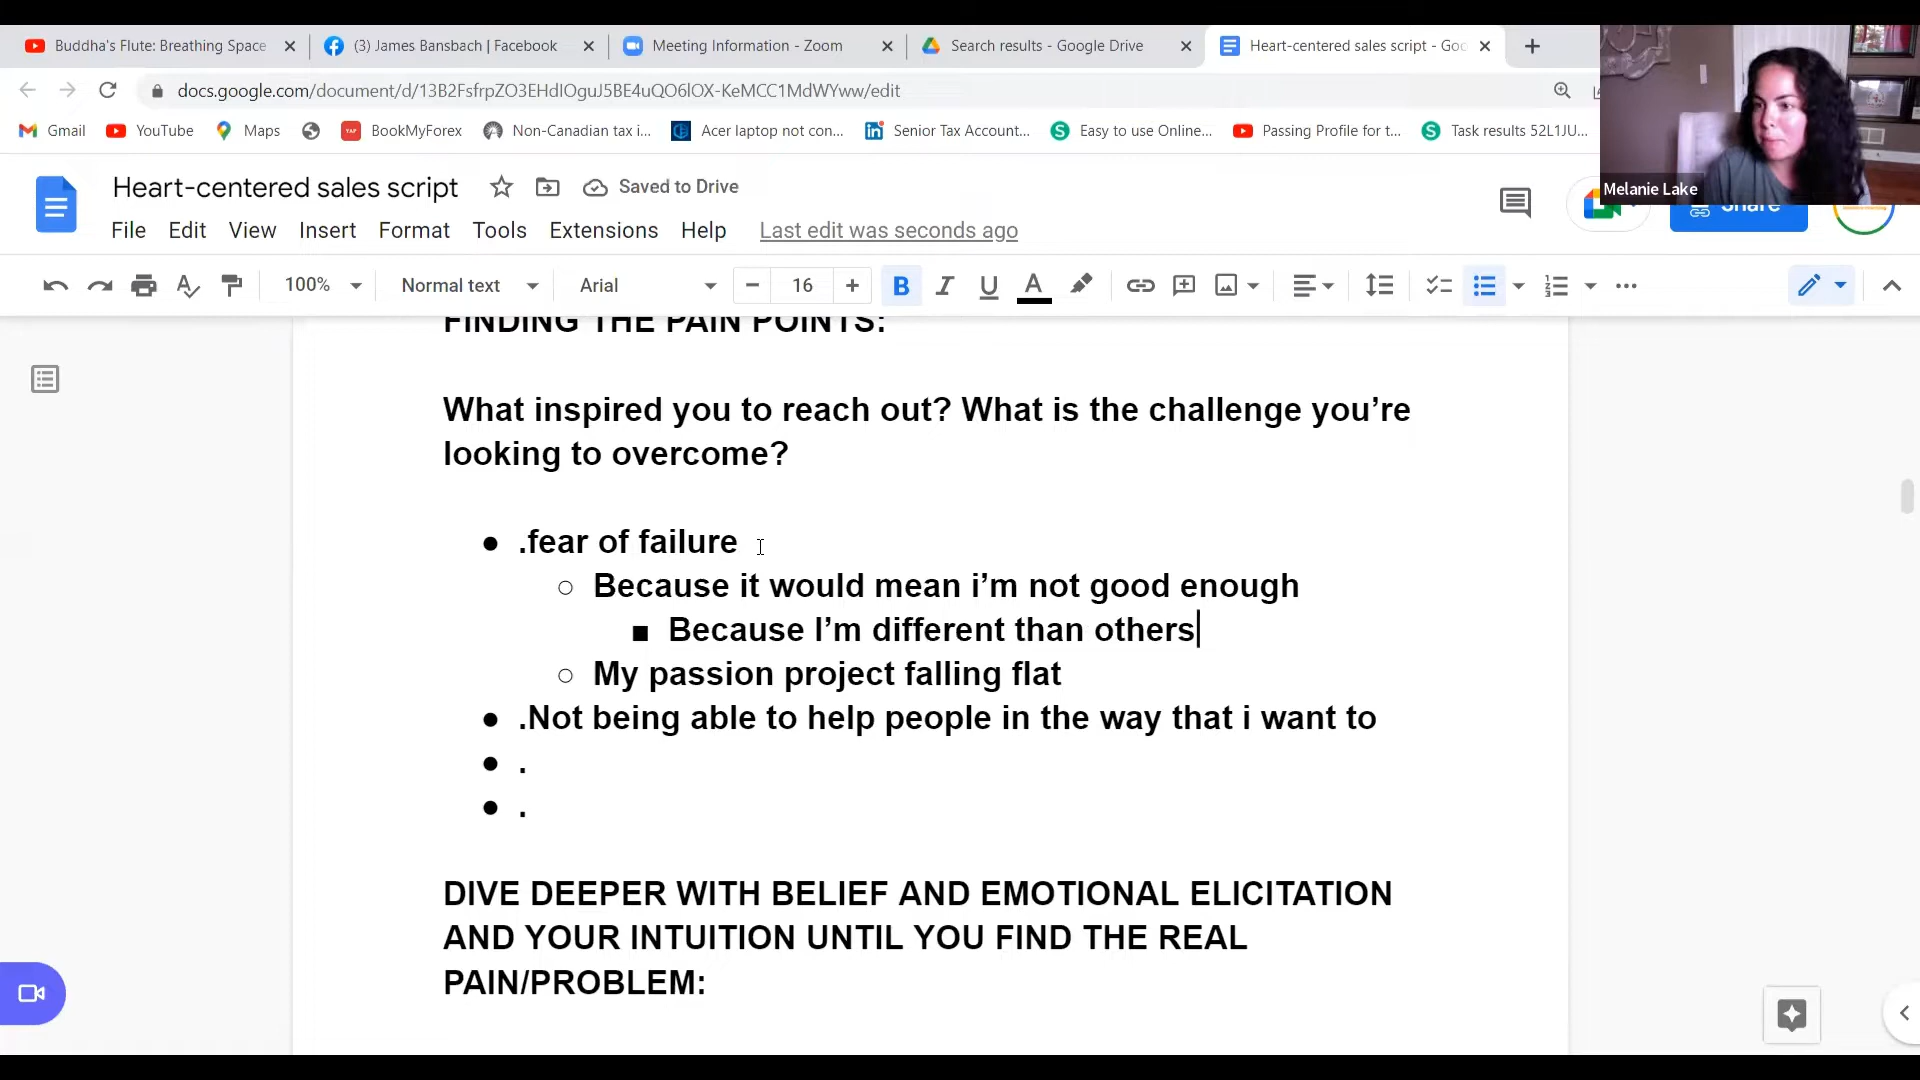 Buddha's Flute: Breathing Space
(3) James Bansbach | Facebook
Meeting Information - Zoom
Search results - Google Drive
Heart-centered sales script - Goo
docs.google.com/document/d/13B2FsfrpZO3EHdIOguJ5BE4uQO6lOX-KeMCC1MdWYww/edit
Gmail
YouTube
Maps
BookMyForex
Non-Canadian tax i...
Acer laptop not con...
Senior Tax Account...
Easy to use Online...
Passing Profile for t...
Task results 52L1JU...
Melanie Lake
Heart-centered sales script
Saved to Drive
Share
File Edit View Insert Format Tools Extensions Help Last edit was seconds ago
100% Normal text Arial 16 B I U A
FINDING THE PAIN POINTS:
What inspired you to reach out? What is the challenge you’re
looking to overcome?
● .fear of failure
○ Because it would mean i’m not good enough
■ Because I’m different than others
○ My passion project falling flat
● .Not being able to help people in the way that i want to
● .
● .
DIVE DEEPER WITH BELIEF AND EMOTIONAL ELICITATION
AND YOUR INTUITION UNTIL YOU FIND THE REAL
PAIN/PROBLEM: